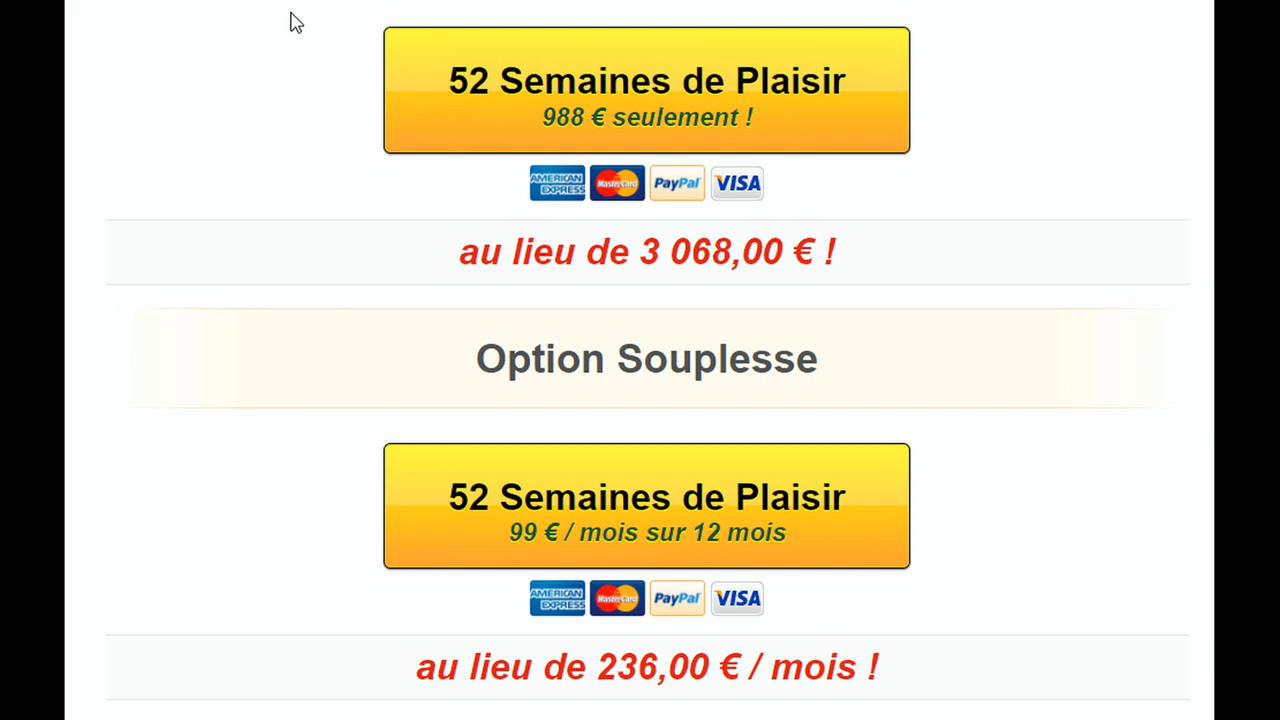 52 Semaines de Plaisir
988 € seulement !
AMERICAN EXPRESS MasterCard PayPal VISA
au lieu de 3 068,00 € !
Option Souplesse
52 Semaines de Plaisir
99 € / mois sur 12 mois
AMERICAN EXPRESS MasterCard PayPal VISA
au lieu de 236,00 € / mois !